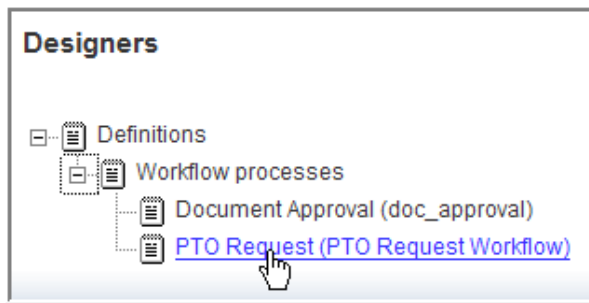 Designers
Definitions
Workflow processes
Document Approval (doc_approval)
PTO Request (PTO Request Workflow)